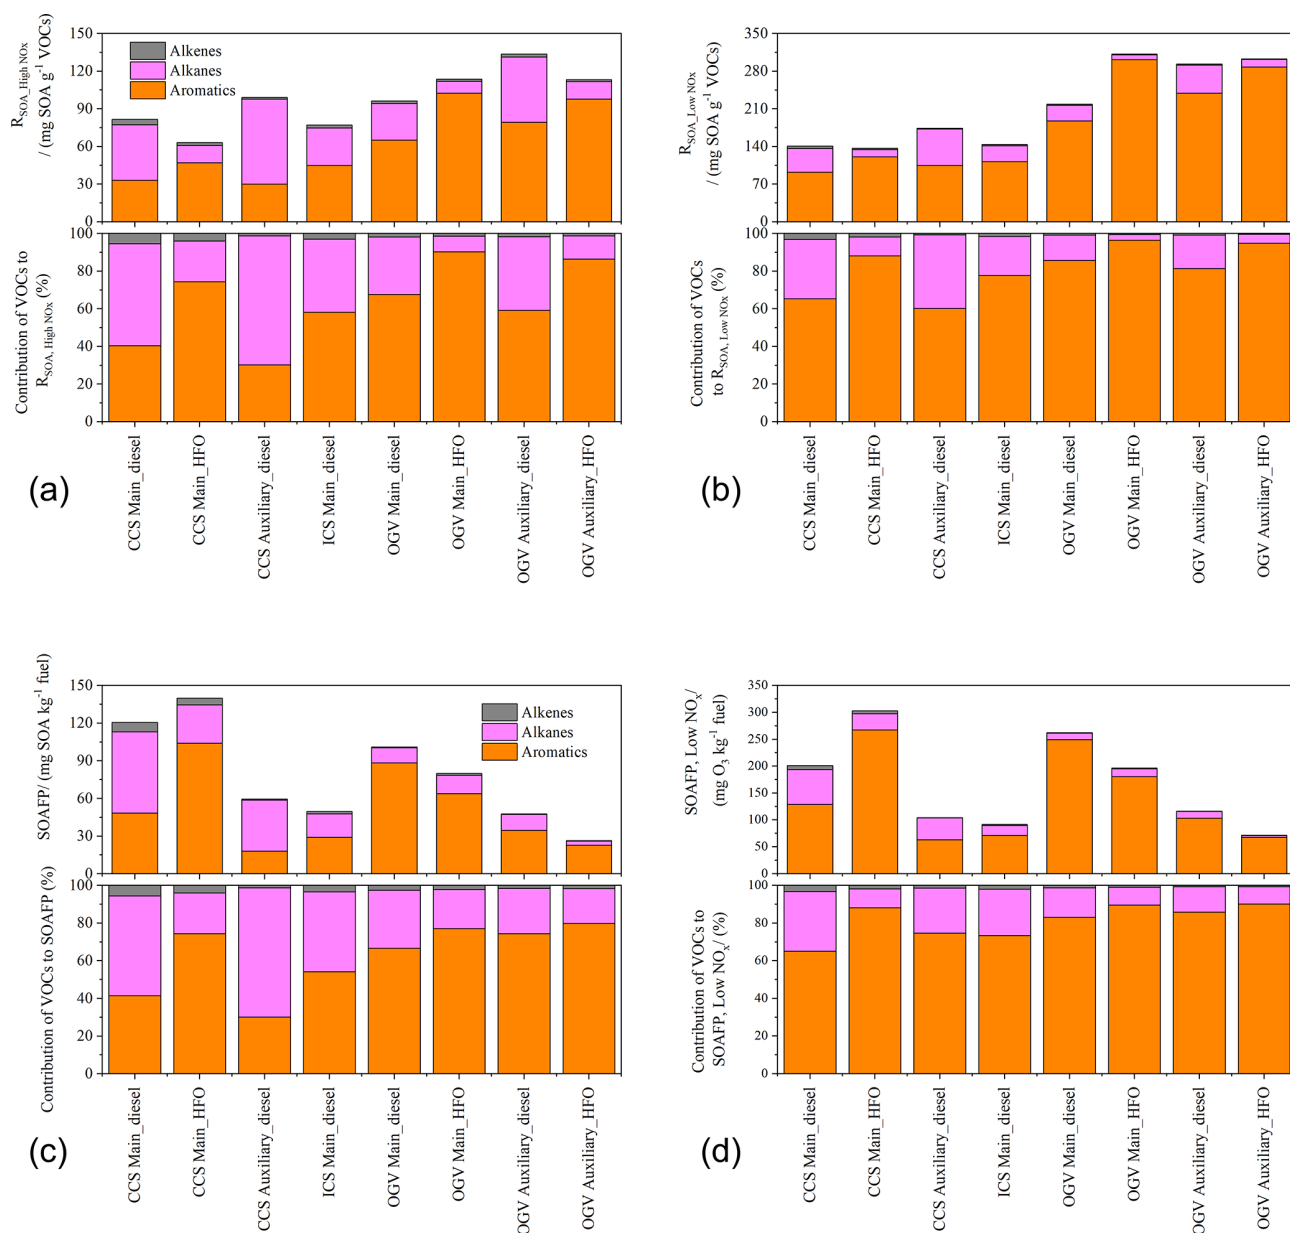 R_SOA_High NOx
/ (mg SOA g^-1 VOCs)
150
120
90
60
30
0
Alkenes
Alkanes
Aromatics
Contribution of VOCs to
R_SOA, High NOx (%)
100
80
60
40
20
0
CCS Main_diesel
CCS Main_HFO
CCS Auxiliary_diesel
ICS Main_diesel
OGV Main_diesel
OGV Main_HFO
OGV Auxiliary_diesel
OGV Auxiliary_HFO
(a)
R_SOA_Low NOx
/ (mg SOA g^-1 VOCs)
350
280
210
140
70
0
Contribution of VOCs
to R_SOA, Low NOx (%)
100
80
60
40
20
0
CCS Main_diesel
CCS Main_HFO
CCS Auxiliary_diesel
ICS Main_diesel
OGV Main_diesel
OGV Main_HFO
OGV Auxiliary_diesel
OGV Auxiliary_HFO
(b)
SOAFP/ (mg SOA kg^-1 fuel)
150
120
90
60
30
0
Alkenes
Alkanes
Aromatics
Contribution of VOCs to SOAFP (%)
100
80
60
40
20
0
CCS Main_diesel
CCS Main_HFO
CCS Auxiliary_diesel
ICS Main_diesel
OGV Main_diesel
OGV Main_HFO
OGV Auxiliary_diesel
OGV Auxiliary_HFO
(c)
SOAFP, Low NO_x/
(mg O_3 kg^-1 fuel)
350
300
250
200
150
100
50
0
Contribution of VOCs to
SOAFP, Low NO_x/ (%)
100
80
60
40
20
0
CCS Main_diesel
CCS Main_HFO
CCS Auxiliary_diesel
ICS Main_diesel
OGV Main_diesel
OGV Main_HFO
OGV Auxiliary_diesel
OGV Auxiliary_HFO
(d)